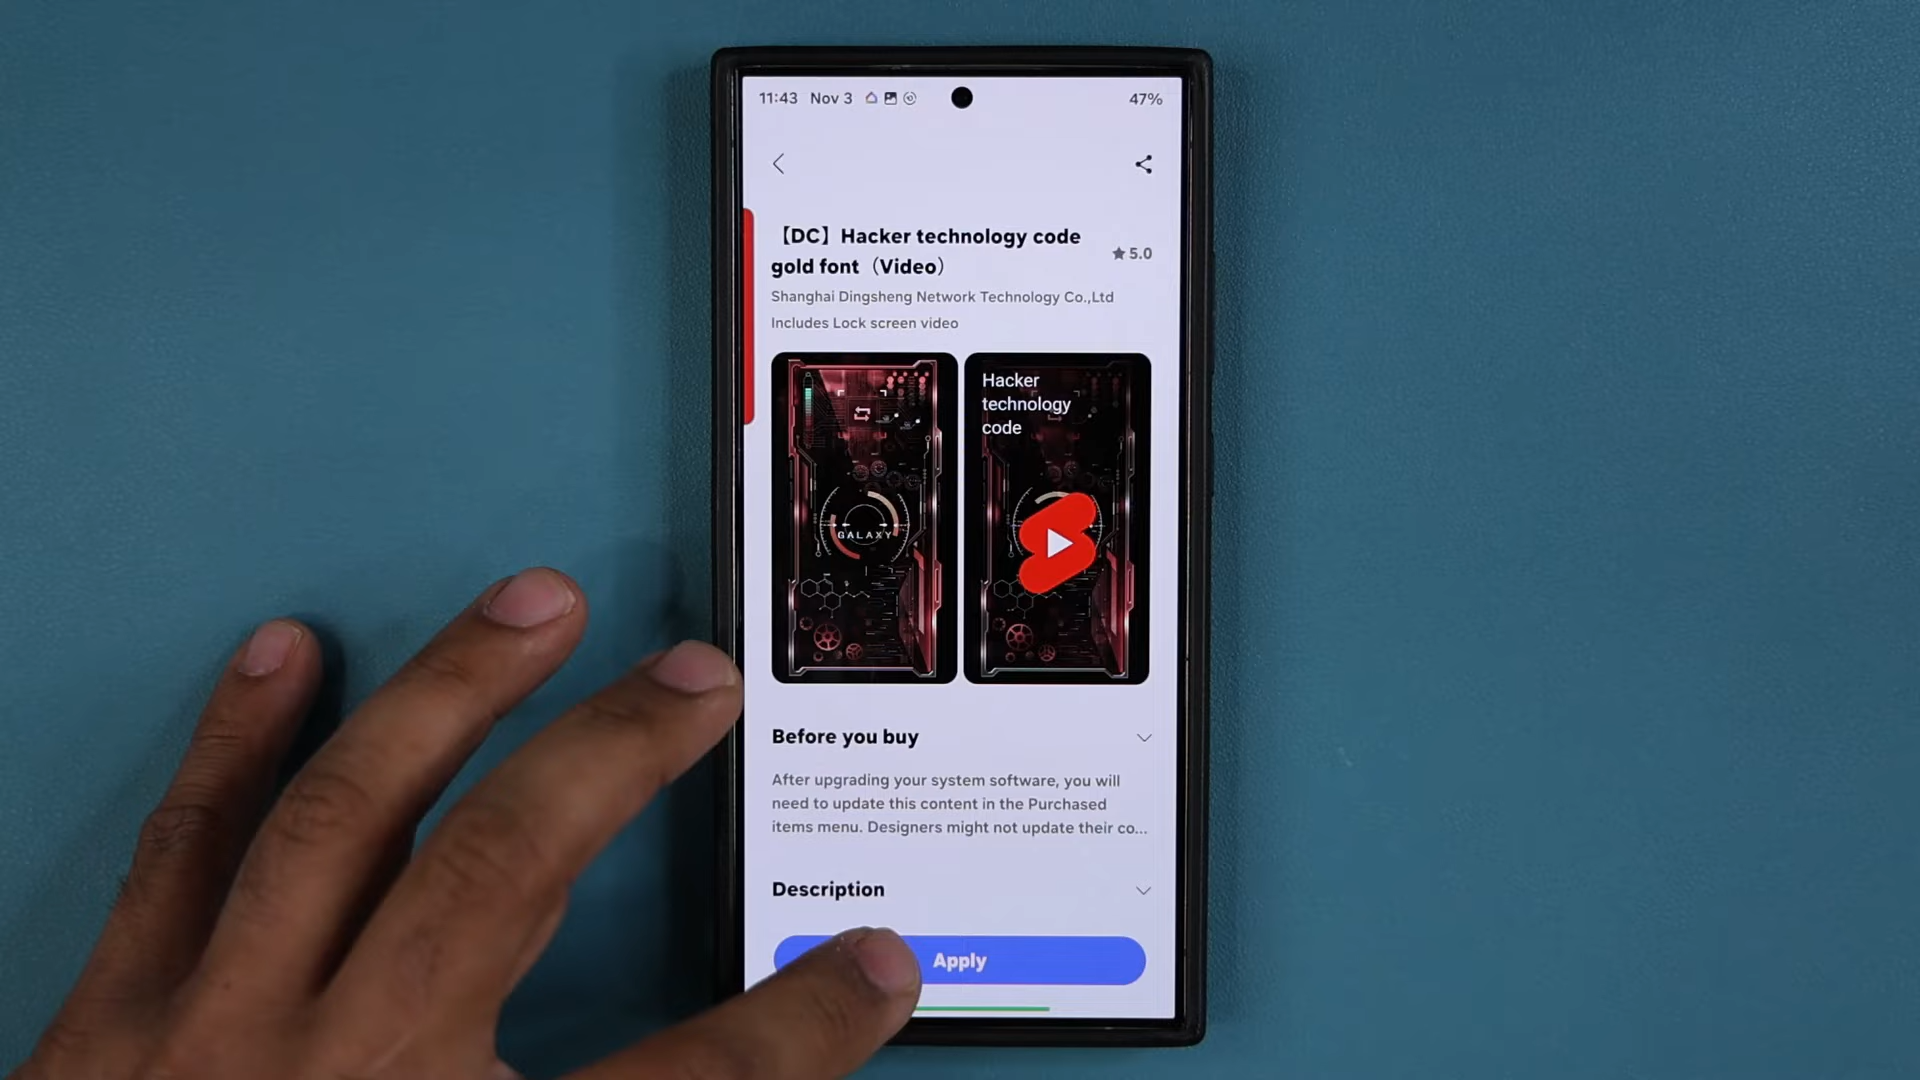 11:43 Nov 3 47%
【DC】Hacker technology code
gold font（Video） ★5.0
Shanghai Dingsheng Network Technology Co.,Ltd
Includes Lock screen video
GALAXY
Hacker
technology
code
Before you buy
After upgrading your system software, you will
need to update this content in the Purchased
items menu. Designers might not update their co...
Description
Apply